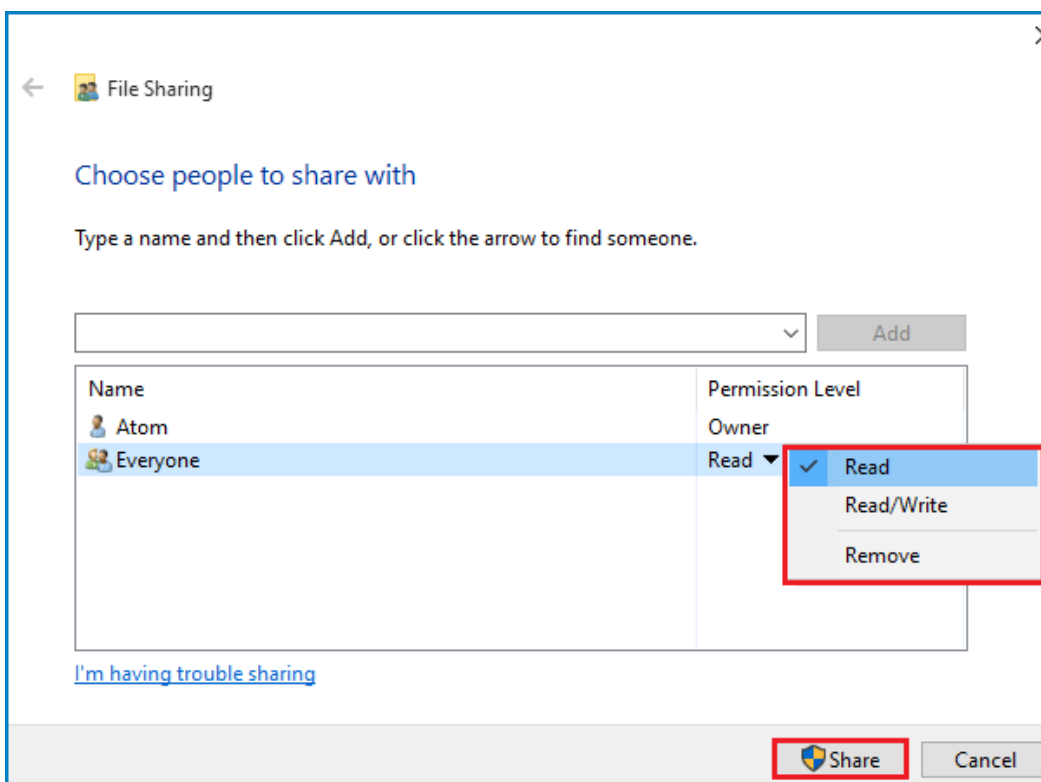 File Sharing
Choose people to share with
Type a name and then click Add, or click the arrow to find someone.
Add
Name Permission Level
Atom Owner
Everyone Read
Read
Read/Write
Remove
I'm having trouble sharing
Share Cancel